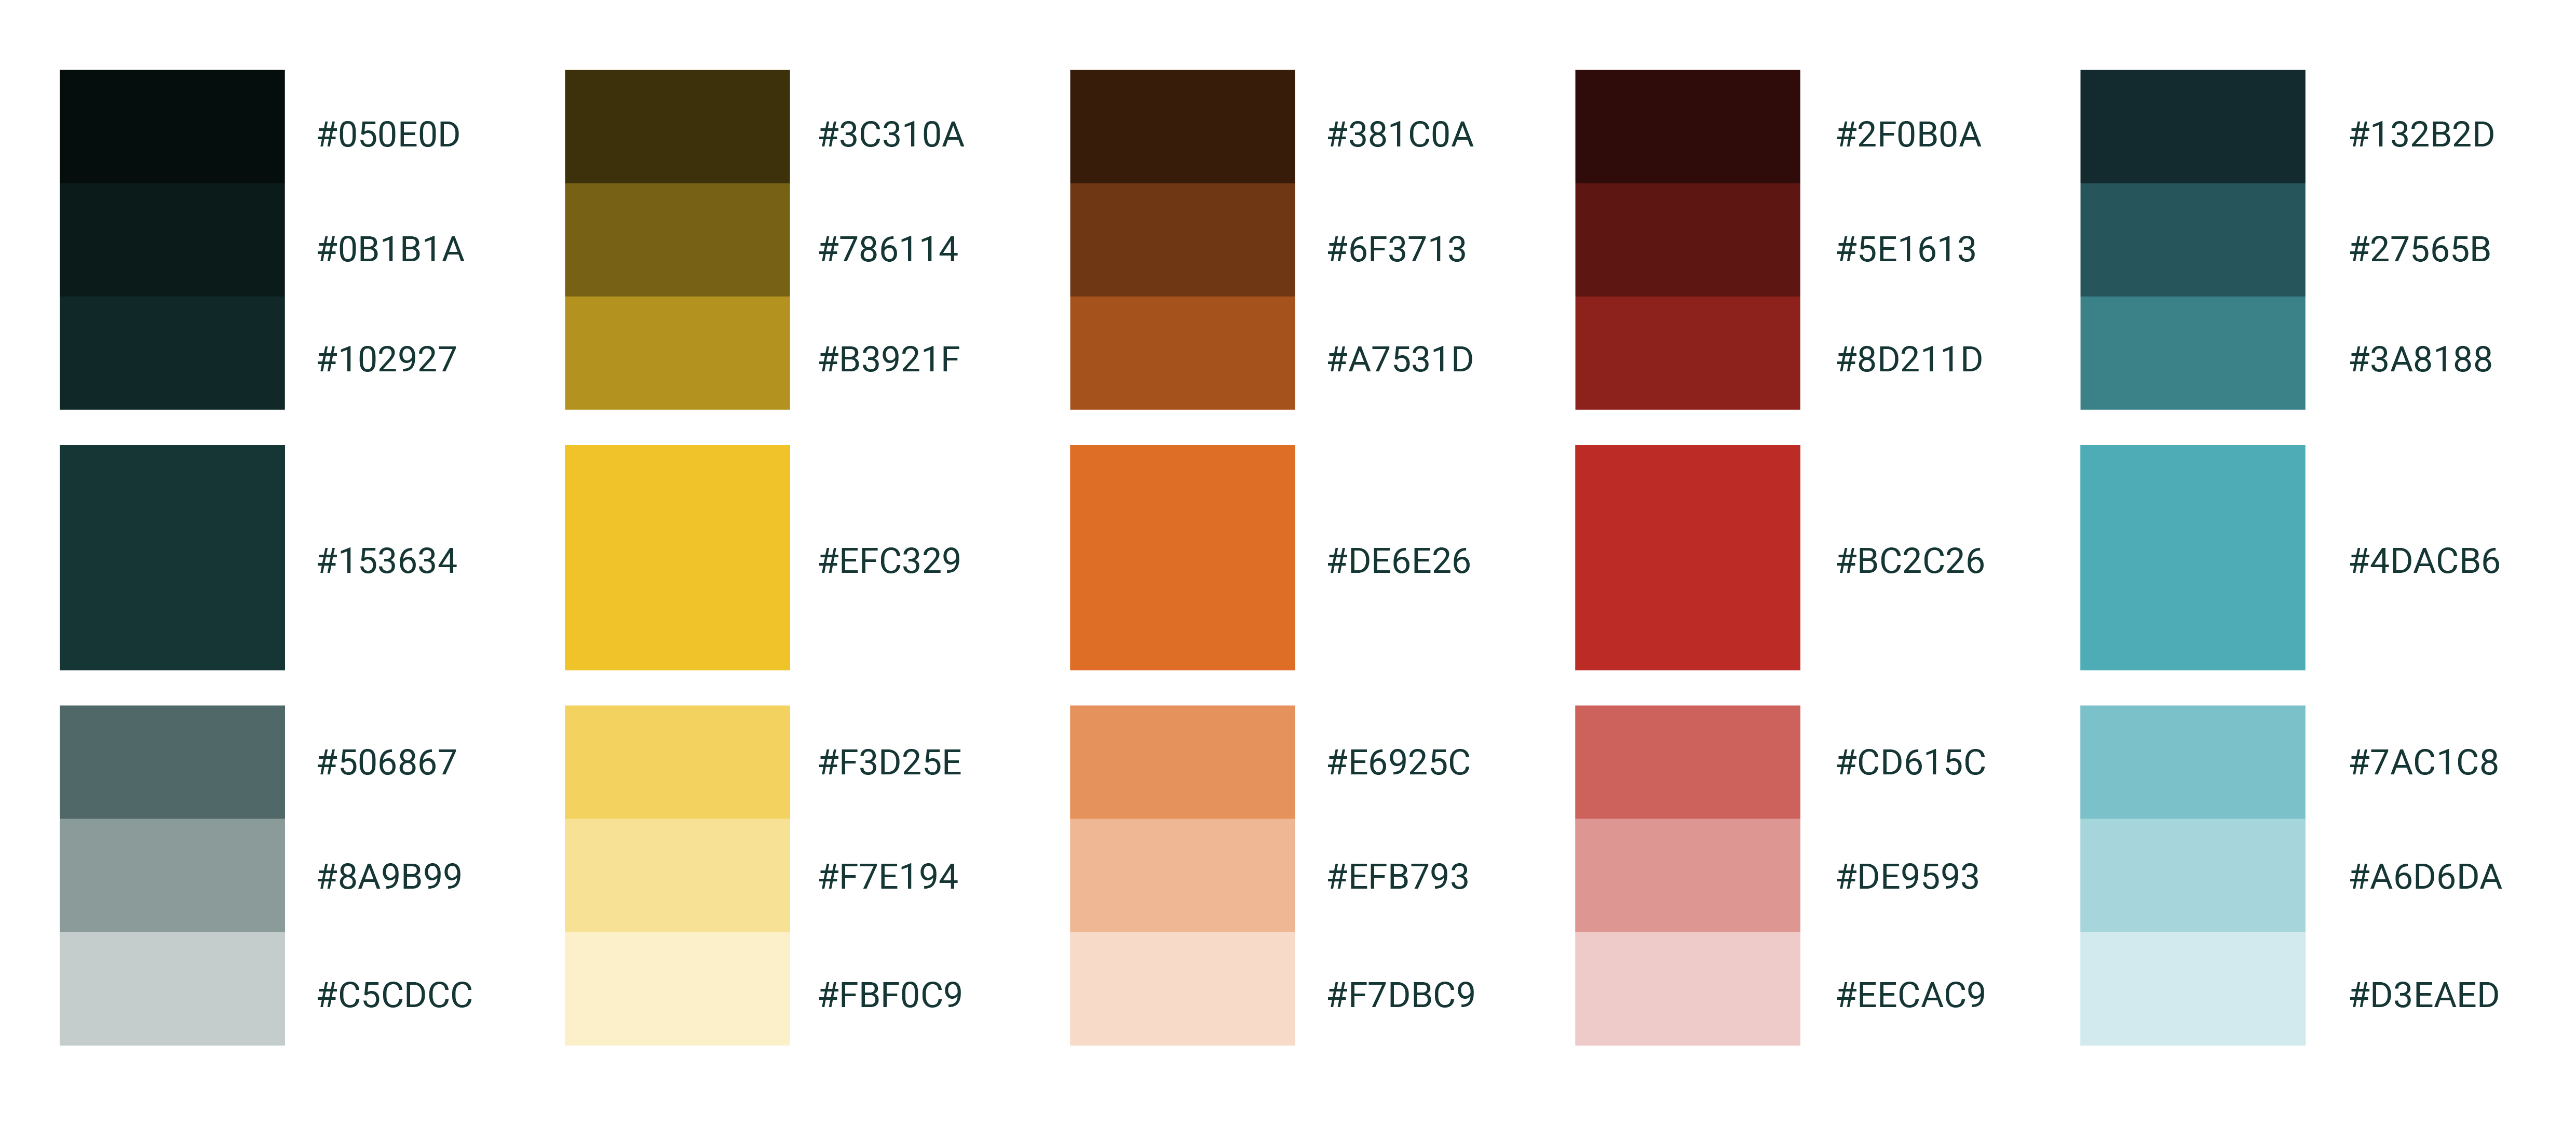 #050E0D #3C310A #381C0A #2F0B0A #132B2D
#0B1B1A #786114 #6F3713 #5E1613 #27565B
#102927 #B3921F #A7531D #8D211D #3A8188
#153634 #EFC329 #DE6E26 #BC2C26 #4DACB6
#506867 #F3D25E #E6925C #CD615C #7AC1C8
#8A9B99 #F7E194 #EFB793 #DE9593 #A6D6DA
#C5CDCC #FBF0C9 #F7DBC9 #EECAC9 #D3EAED